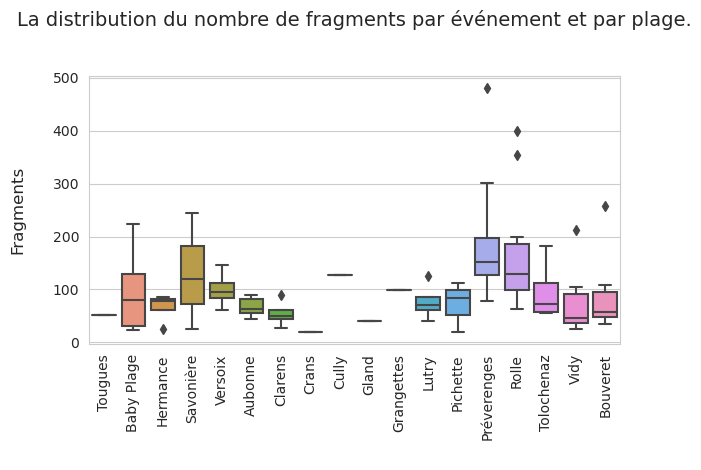 La distribution du nombre de fragments par événement et par plage.
500
400
300
200
100
0
Fragments
Tougues
Baby Plage
Hermance
Savonière
Versoix
Aubonne
Clarens
Crans
Cully
Gland
Grangettes
Lutry
Pichette
Préverenges
Rolle
Tolochenaz
Vidy
Bouveret